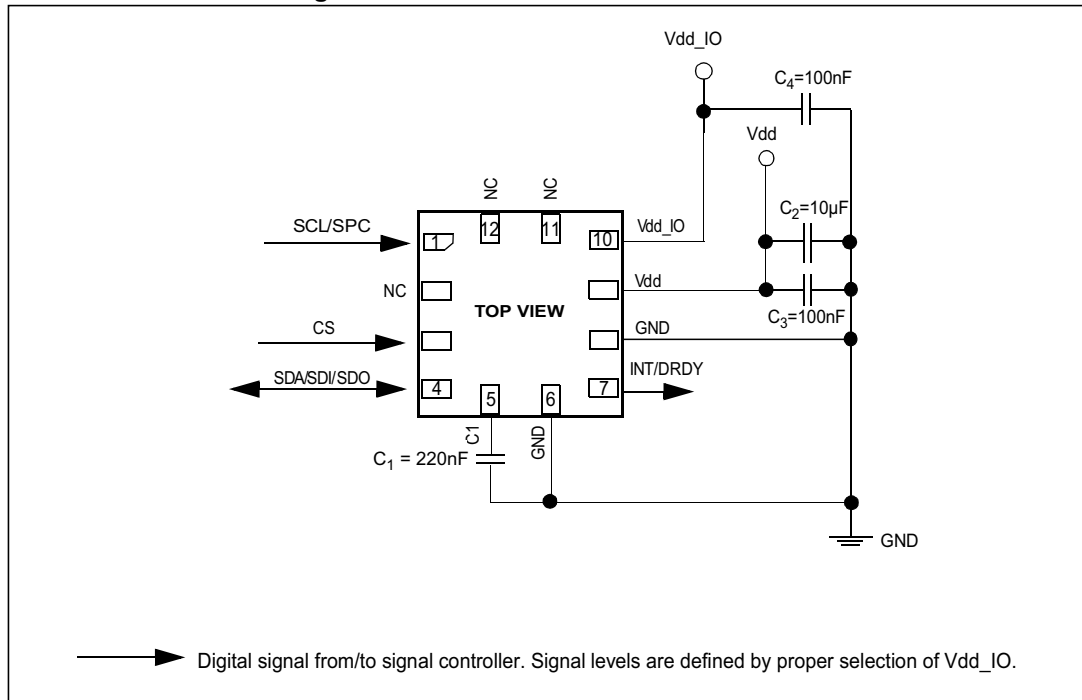 Vdd_IO
C4=100nF
Vdd
NC
NC
C2=10µF
SCL/SPC
1
12
11
10
Vdd_IO
NC
Vdd
TOP VIEW
C3=100nF
CS
GND
SDA/SDI/SDO
4
5
6
7
INT/DRDY
C1
GND
C1 = 220nF
GND
Digital signal from/to signal controller. Signal levels are defined by proper selection of Vdd_IO.